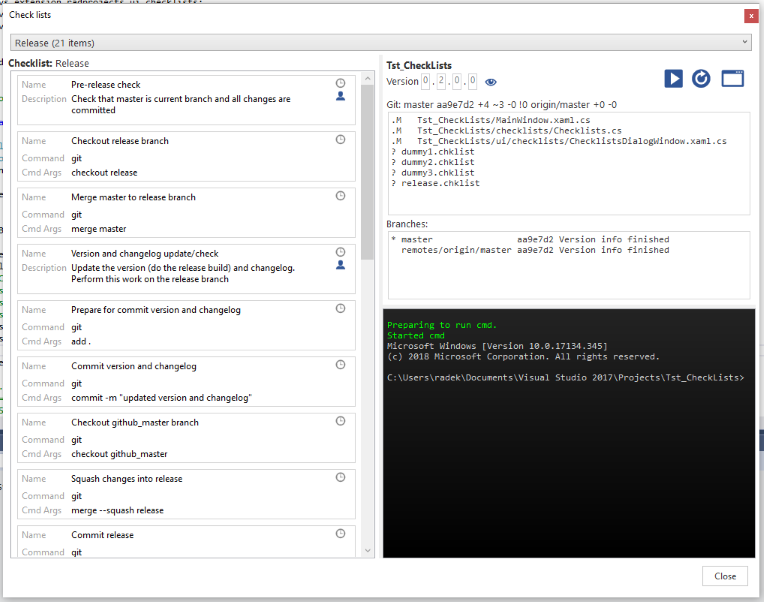 Check lists
x
Release (21 items)
Checklist: Release
Name Pre-release check
Description Check that master is current branch and all changes are
committed
Name Checkout release branch
Command git
Cmd Args checkout release
Name Merge master to release branch
Command git
Cmd Args merge master
Name Version and changelog update/check
Description Update the version (do the release build) and changelog.
Perform this work on the release branch
Name Prepare for commit version and changelog
Command git
Cmd Args add .
Name Commit version and changelog
Command git
Cmd Args commit -m "updated version and changelog"
Name Checkout github_master branch
Command git
Cmd Args checkout github_master
Name Squash changes into release
Command git
Cmd Args merge --squash release
Name Commit release
Command git
Tst_CheckLists
Version 0 . 2 . 0 . 0
Git: master aa9e7d2 +4 ~3 -0 !0 origin/master +0 -0
.M Tst_CheckLists/MainWindow.xaml.cs
.M Tst_CheckLists/checklists/Checklists.cs
.M Tst_CheckLists/ui/checklists/ChecklistsDialogWindow.xaml.cs
? dummy1.chklist
? dummy2.chklist
? dummy3.chklist
? release.chklist
Branches:
* master aa9e7d2 Version info finished
remotes/origin/master aa9e7d2 Version info finished
Preparing to run cmd.
Started cmd
Microsoft Windows [Version 10.0.17134.345]
(c) 2018 Microsoft Corporation. All rights reserved.
C:\Users\radek\Documents\Visual Studio 2017\Projects\Tst_CheckLists>
Close